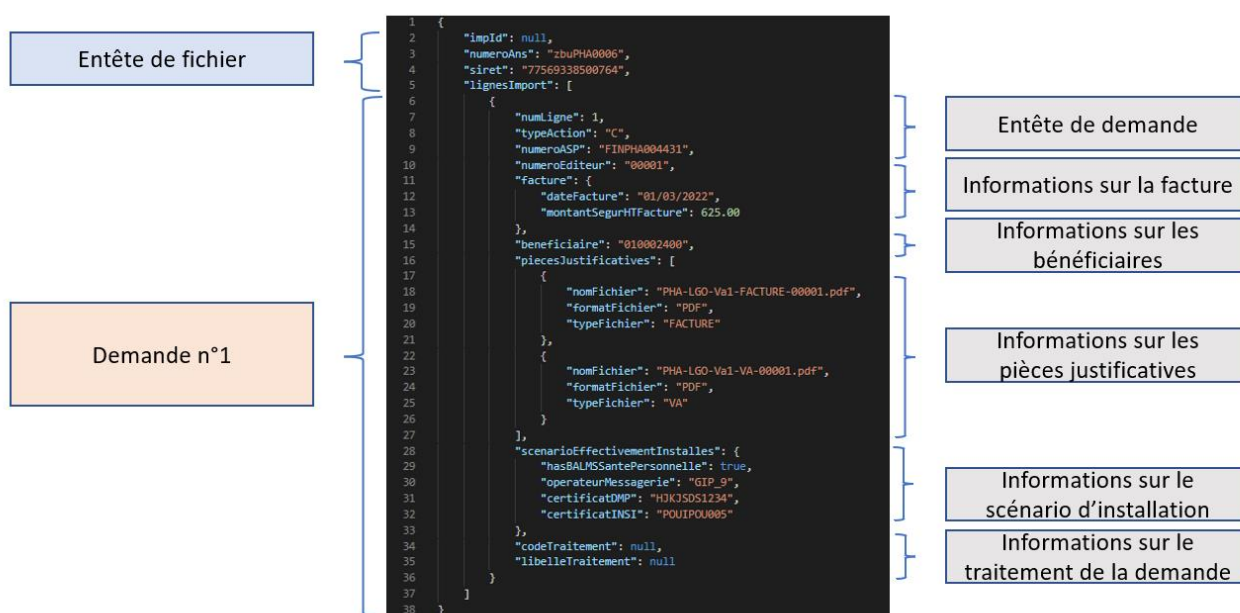 Entête de fichier
Demande n°1
1 {
2 "impId": null,
3 "numeroAns": "zbuPHA0006",
4 "siret": "77569338500764",
5 "lignesImport": [
6 {
7 "numLigne": 1,
8 "typeAction": "C",
9 "numeroASP": "FINPHA004431",
10 "numeroEditeur": "00001",
11 "facture": {
12 "dateFacture": "01/03/2022",
13 "montantSegurHTFacture": 625.00
14 },
15 "beneficiaire": "010002400",
16 "piecesJustificatives": [
17 {
18 "nomFichier": "PHA-LGO-Va1-FACTURE-00001.pdf",
19 "formatFichier": "PDF",
20 "typeFichier": "FACTURE"
21 },
22 {
23 "nomFichier": "PHA-LGO-Va1-VA-00001.pdf",
24 "formatFichier": "PDF",
25 "typeFichier": "VA"
26 }
27 ],
28 "scenarioEffectivementInstalles": {
29 "hasBALMSSantePersonnelle": true,
30 "operateurMessagerie": "GIP_9",
31 "certificatDMP": "HJKJSDS1234",
32 "certificatINSI": "POUIPOU005"
33 },
34 "codeTraitement": null,
35 "libelleTraitement": null
36 }
37 ]
38 }
Entête de demande
Informations sur la facture
Informations sur les
bénéficiaires
Informations sur les
pièces justificatives
Informations sur le
scénario d'installation
Informations sur le
traitement de la demande